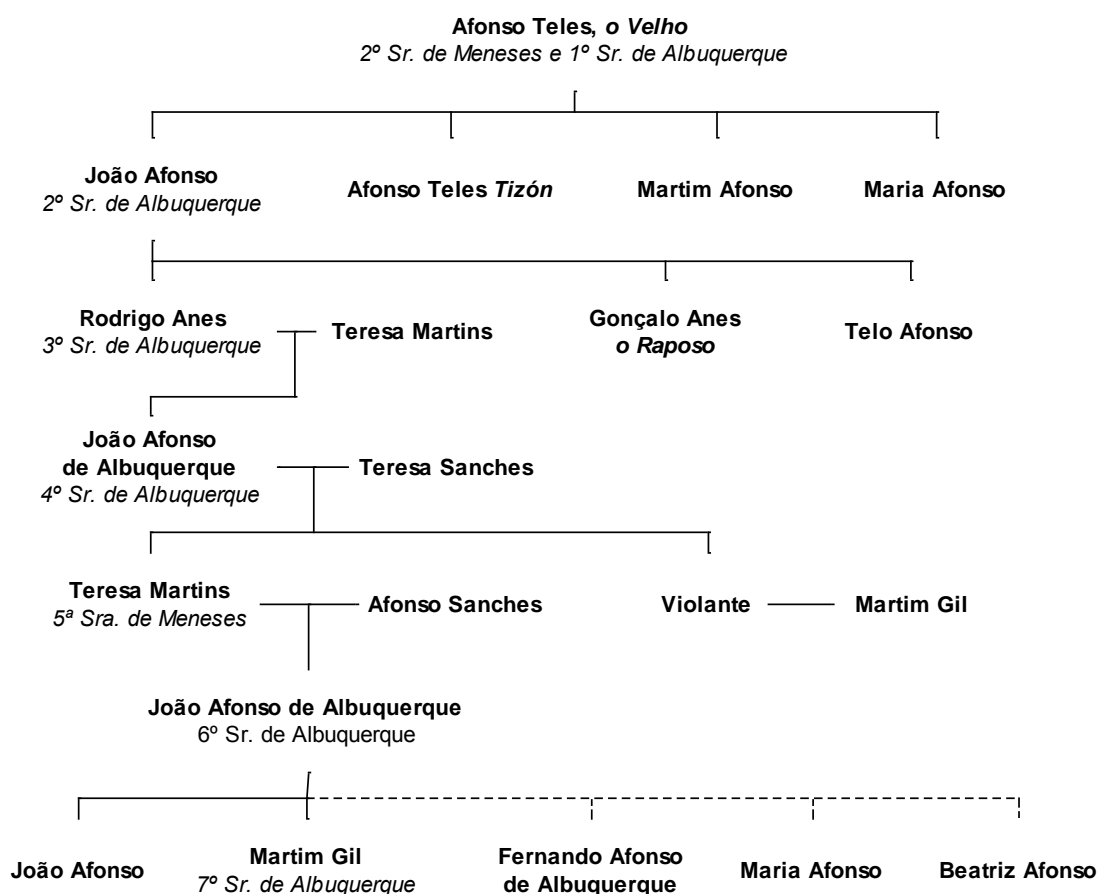 Afonso Teles, o Velho
2º Sr. de Meneses e 1º Sr. de Albuquerque
João Afonso
2º Sr. de Albuquerque
Afonso Teles Tizón
Martim Afonso
Maria Afonso
Rodrigo Anes
3º Sr. de Albuquerque
Teresa Martins
Gonçalo Anes
o Raposo
Telo Afonso
João Afonso
de Albuquerque
4º Sr. de Albuquerque
Teresa Sanches
Teresa Martins
5ª Sra. de Meneses
Afonso Sanches
Violante
Martim Gil
João Afonso de Albuquerque
6º Sr. de Albuquerque
João Afonso
Martim Gil
7º Sr. de Albuquerque
Fernando Afonso
de Albuquerque
Maria Afonso
Beatriz Afonso